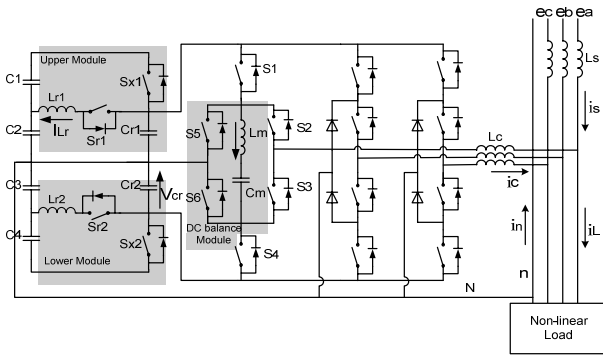 ec eb ea
Upper Module
C1
Sx1
S1
Ls
Lr1
is
ILr
Sr1
C2
Cr1
S5
Lm
S2
Lc
C3
Cr2
Vcr
S6
Cm
S3
ic
Lr2
in
iL
Sr2
C4
Sx2
DC balance
Module
S4
Lower Module
N
n
Non-linear
Load